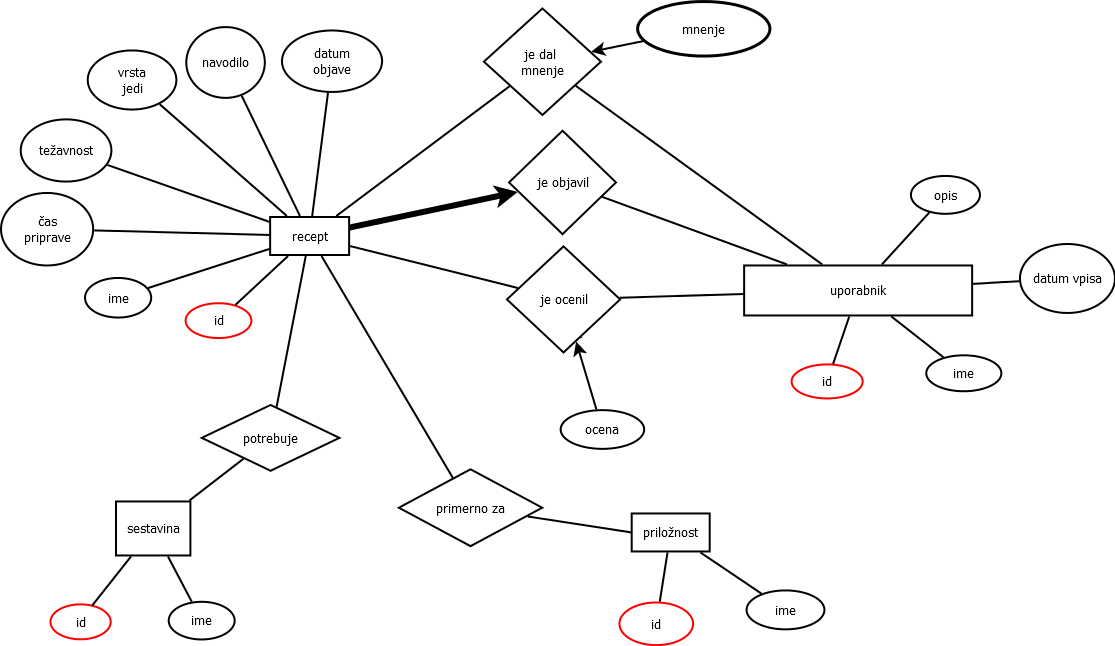 mnenje
je dal
mnenje
datum
objave
navodilo
vrsta
jedi
težavnost
je objavil
opis
čas
priprave
recept
uporabnik
datum vpisa
ime
id
je ocenil
id
ime
ocena
potrebuje
primerno za
sestavina
priložnost
id
ime
id
ime